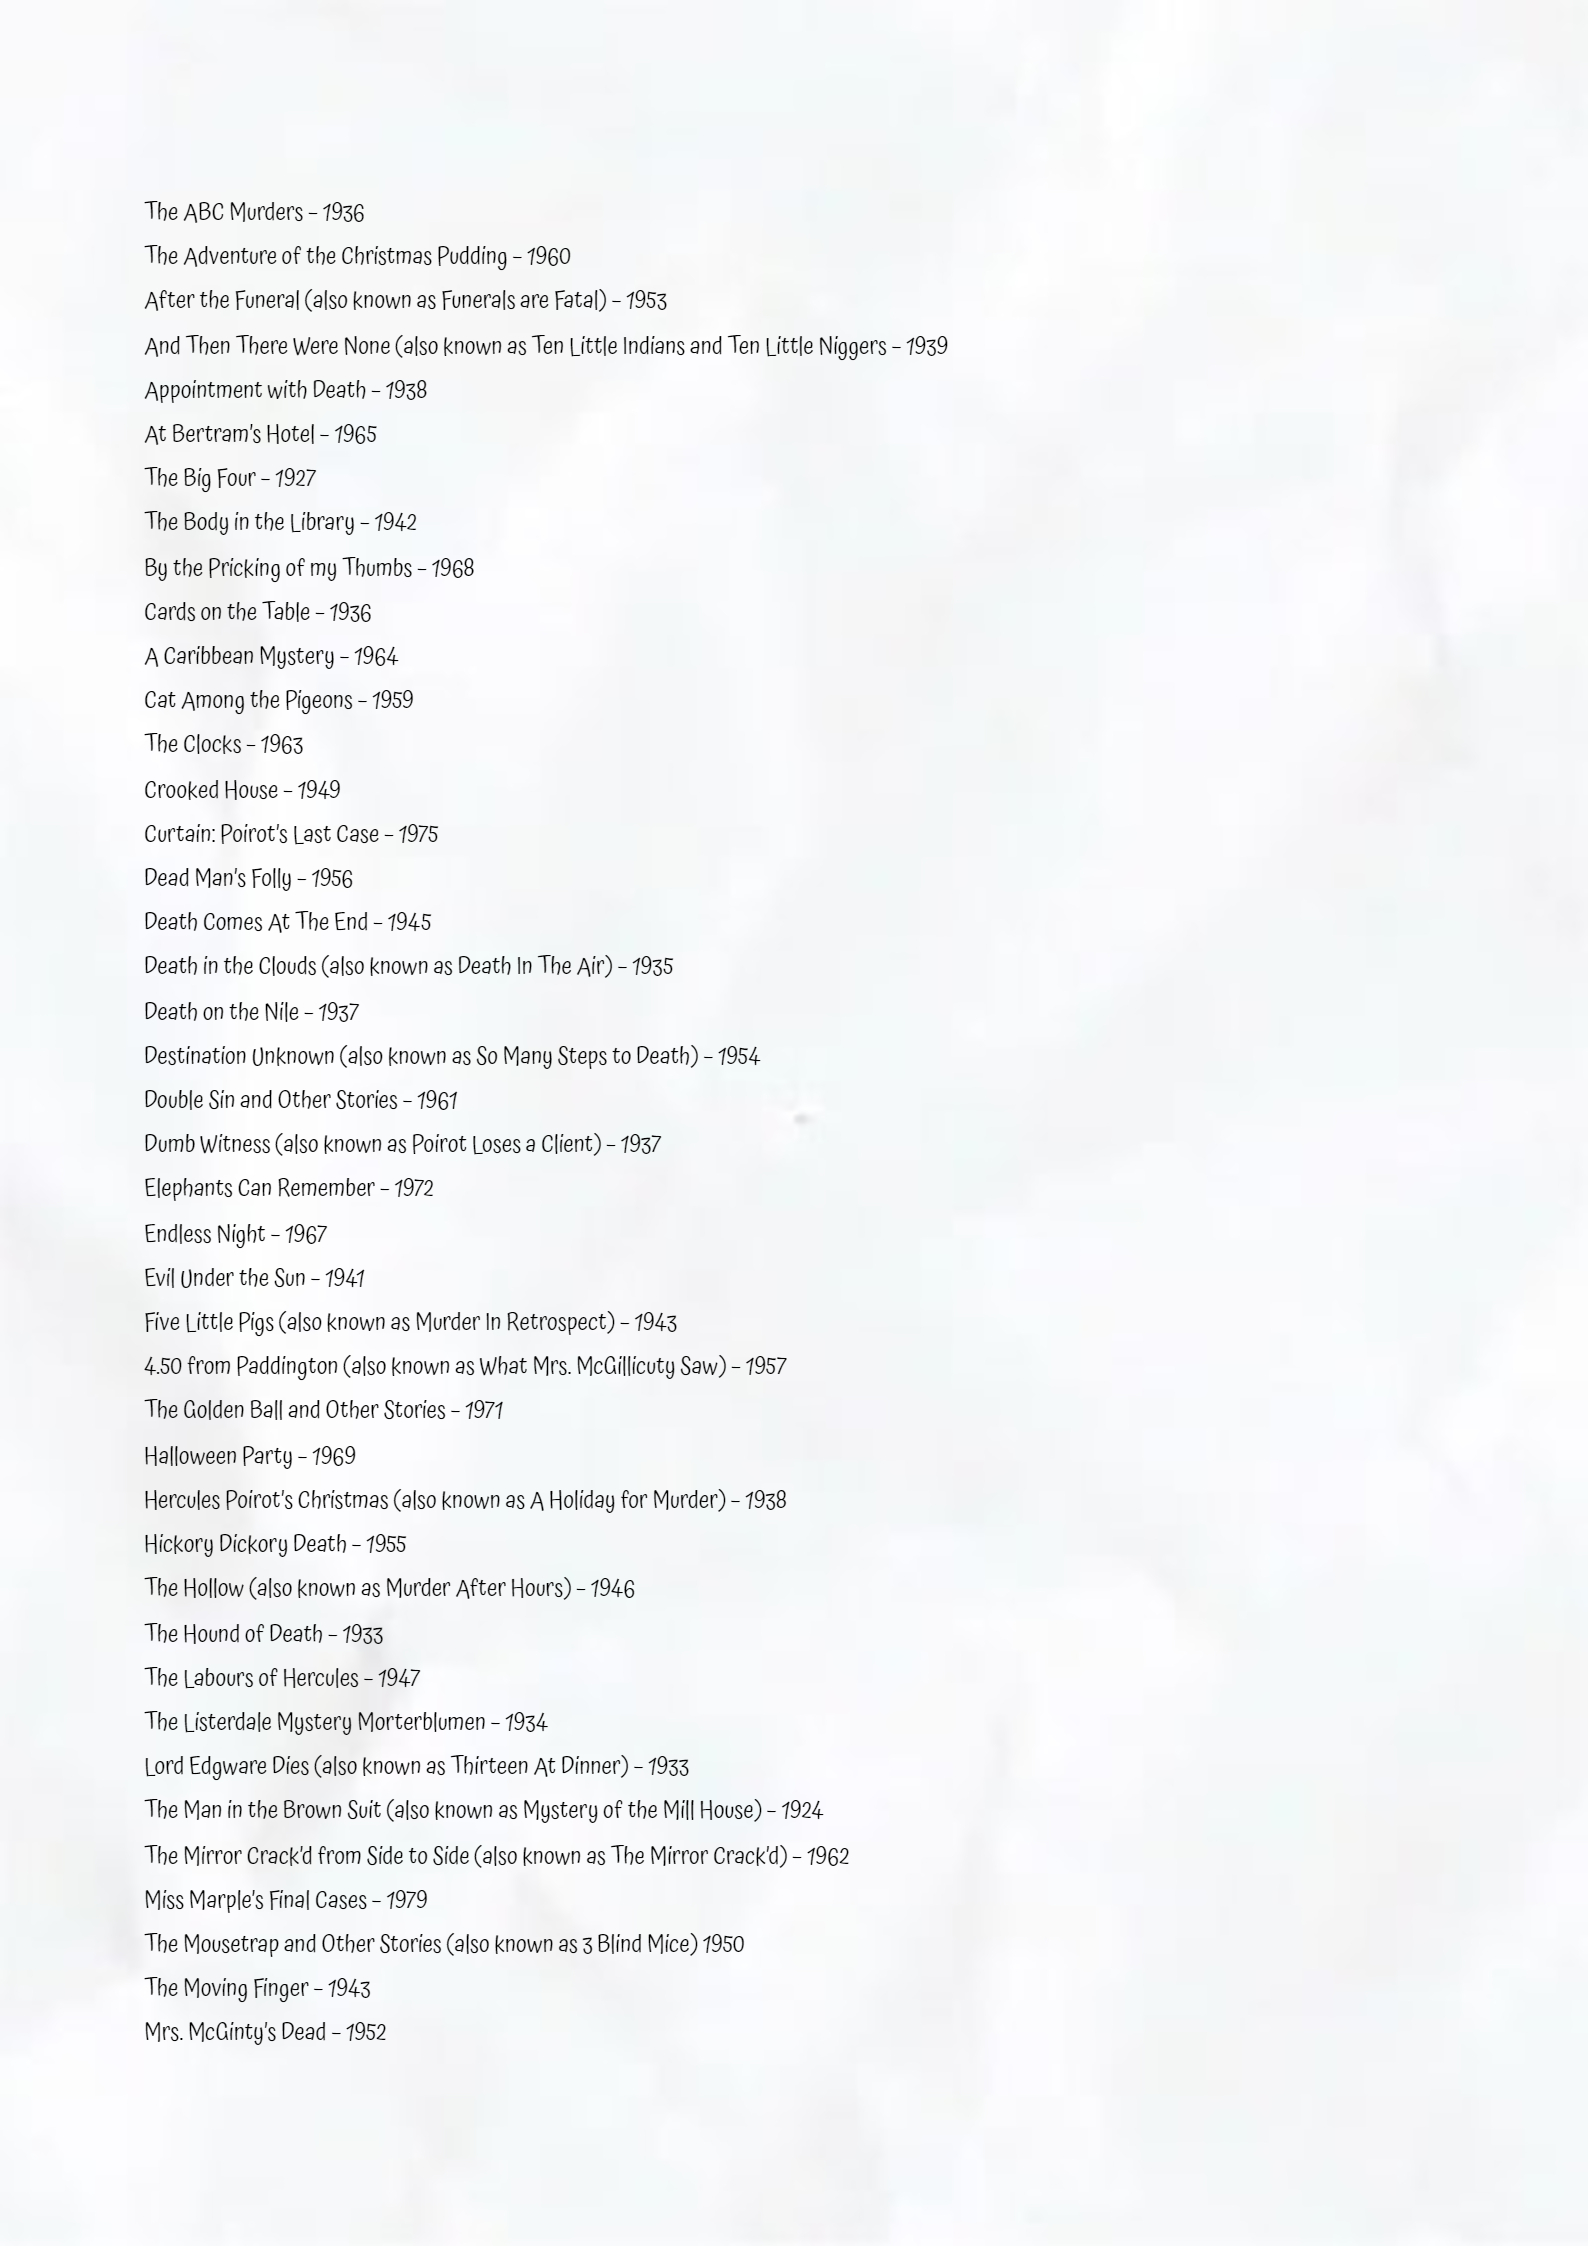 The ABC Murders – 1936
The Adventure of the Christmas Pudding – 1960
After the Funeral (also known as Funerals are Fatal) – 1953
And Then There Were None (also known as Ten Little Indians and Ten Little Niggers – 1939
Appointment with Death – 1938
At Bertram's Hotel – 1965
The Big Four – 1927
The Body in the Library – 1942
By the Pricking of my Thumbs – 1968
Cards on the Table – 1936
A Caribbean Mystery – 1964
Cat Among the Pigeons – 1959
The Clocks – 1963
Crooked House – 1949
Curtain: Poirot's Last Case – 1975
Dead Man's Folly – 1956
Death Comes At The End – 1945
Death in the Clouds (also known as Death In The Air) – 1935
Death on the Nile – 1937
Destination Unknown (also known as So Many Steps to Death) – 1954
Double Sin and Other Stories – 1961
Dumb Witness (also known as Poirot Loses a Client) – 1937
Elephants Can Remember – 1972
Endless Night – 1967
Evil Under the Sun – 1941
Five Little Pigs (also known as Murder In Retrospect) – 1943
4.50 from Paddington (also known as What Mrs. McGillicuty Saw) – 1957
The Golden Ball and Other Stories – 1971
Halloween Party – 1969
Hercules Poirot's Christmas (also known as A Holiday for Murder) – 1938
Hickory Dickory Death – 1955
The Hollow (also known as Murder After Hours) – 1946
The Hound of Death – 1933
The Labours of Hercules – 1947
The Listerdale Mystery Morterblumen – 1934
Lord Edgware Dies (also known as Thirteen At Dinner) – 1933
The Man in the Brown Suit (also known as Mystery of the Mill House) – 1924
The Mirror Crack'd from Side to Side (also known as The Mirror Crack'd) – 1962
Miss Marple's Final Cases – 1979
The Mousetrap and Other Stories (also known as 3 Blind Mice) 1950
The Moving Finger – 1943
Mrs. McGinty's Dead – 1952